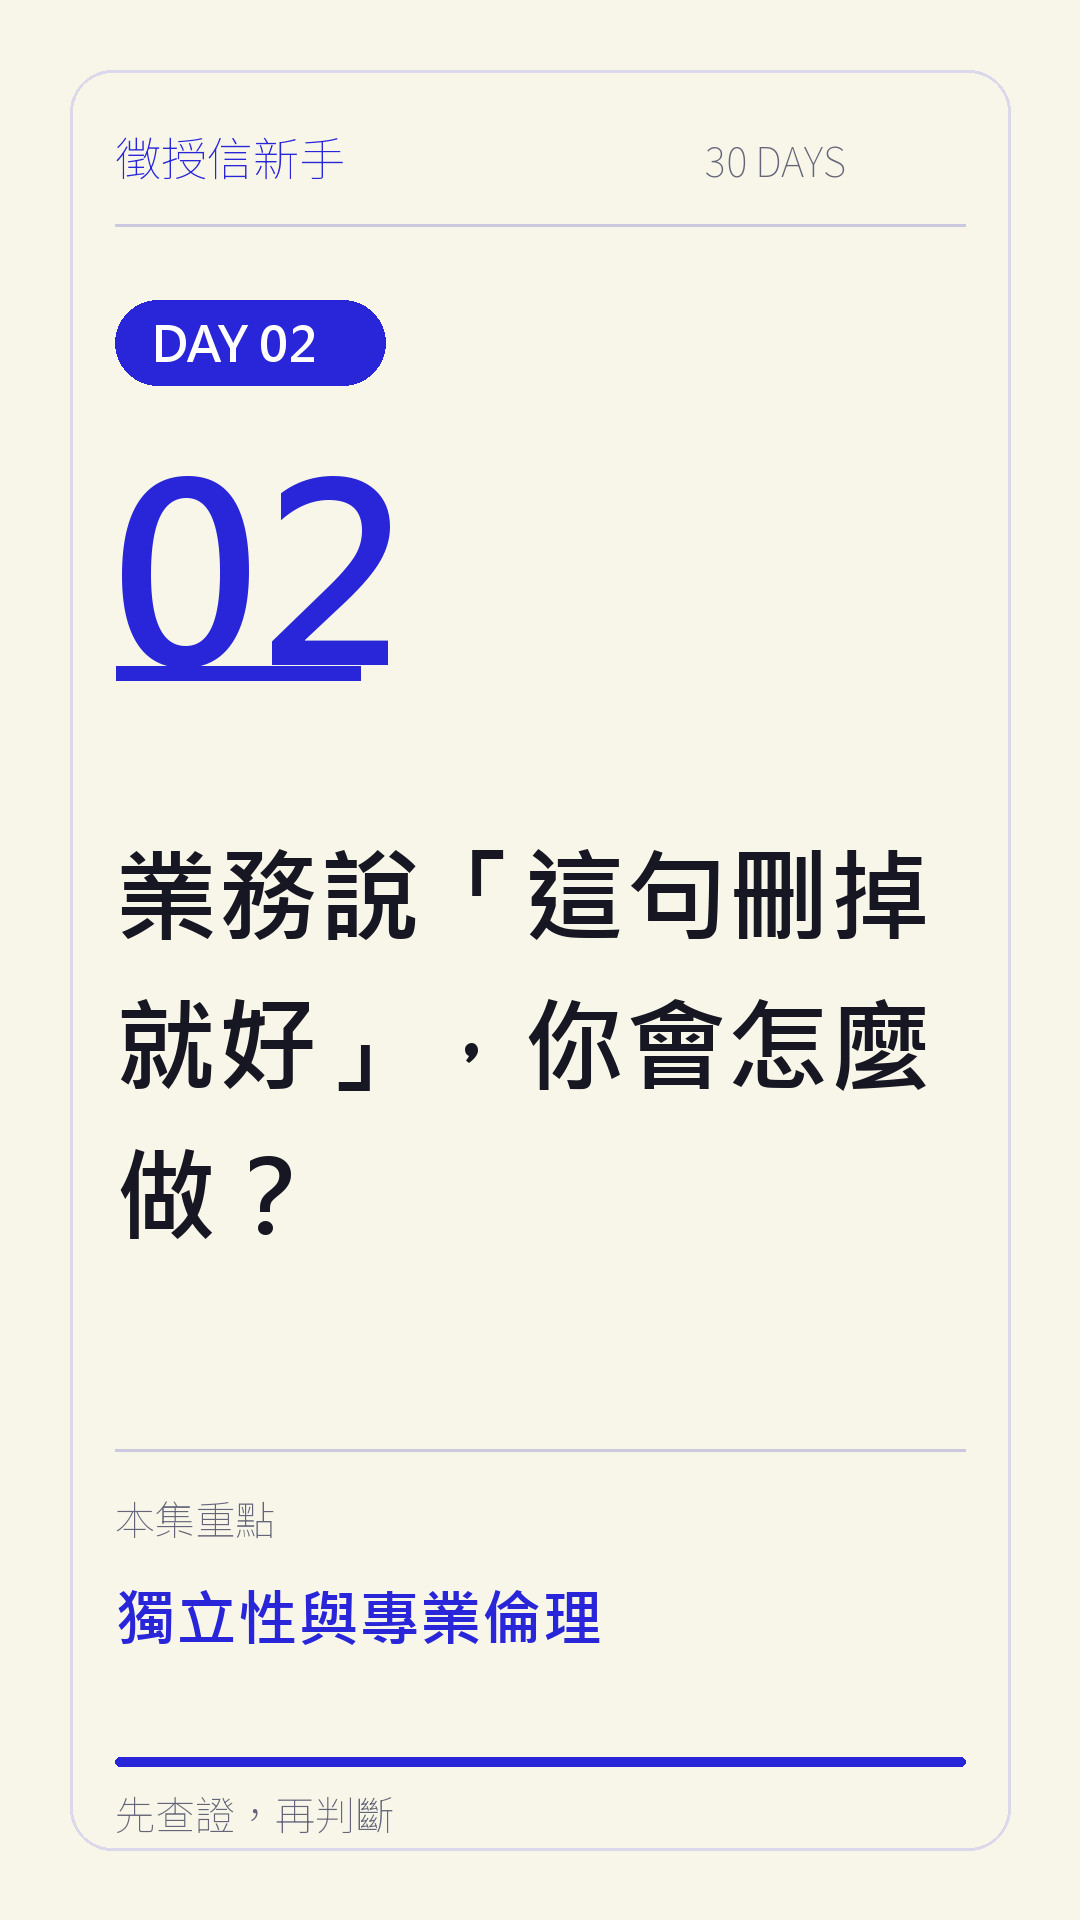 徵授信新手
30 DAYS
DAY 02
02
業務說「這句刪掉
就好」，你會怎麼
做？
本集重點
獨立性與專業倫理
先查證，再判斷